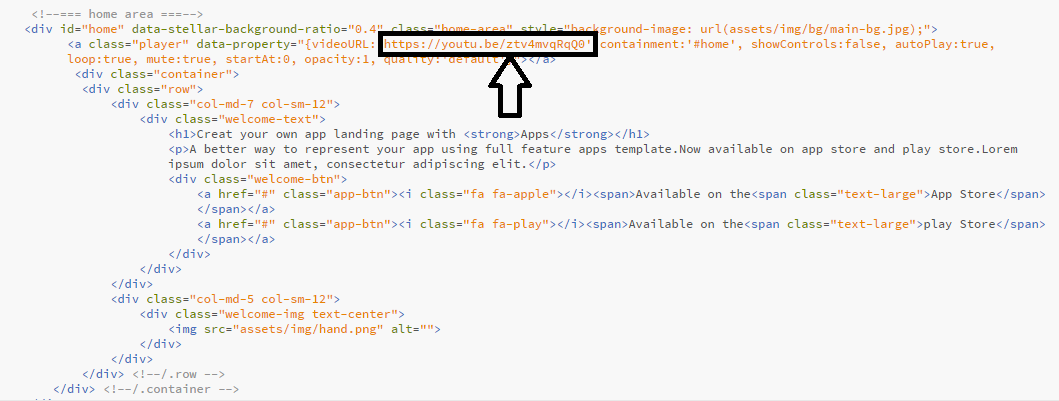 <!--==== home area =====-->
<div id="home" data-stellar-background-ratio="0.4" class="home-area" style="background-image: url(assets/img/bg/main-bg.jpg);">
<a class="player" data-property="{videoURL: 'https://youtu.be/ztv4mvqRqQ0' containment:'#home', showControls:false, autoPlay:true,
loop:true, mute:true, startAt:0, opacity:1, quality:'default' "></a>
<div class="container">
<div class="row">
<div class="col-md-7 col-sm-12">
<div class="welcome-text">
<h1>Creat your own app landing page with <strong>Apps</strong></h1>
<p>A better way to represent your app using full feature apps template.Now available on app store and play store.Lorem
ipsum dolor sit amet, consectetur adipiscing elit.</p>
<div class="welcome-btn">
<a href="#" class="app-btn"><i class="fa fa-apple"></i><span>Available on the<span class="text-large">App Store</span>
</span></a>
<a href="#" class="app-btn"><i class="fa fa-play"></i><span>Available on the<span class="text-large">play Store</span>
</span></a>
</div>
</div>
</div>
<div class="col-md-5 col-sm-12">
<div class="welcome-img text-center">
<img src="assets/img/hand.png" alt="">
</div>
</div>
</div> <!--/.row -->
</div> <!--/.container -->